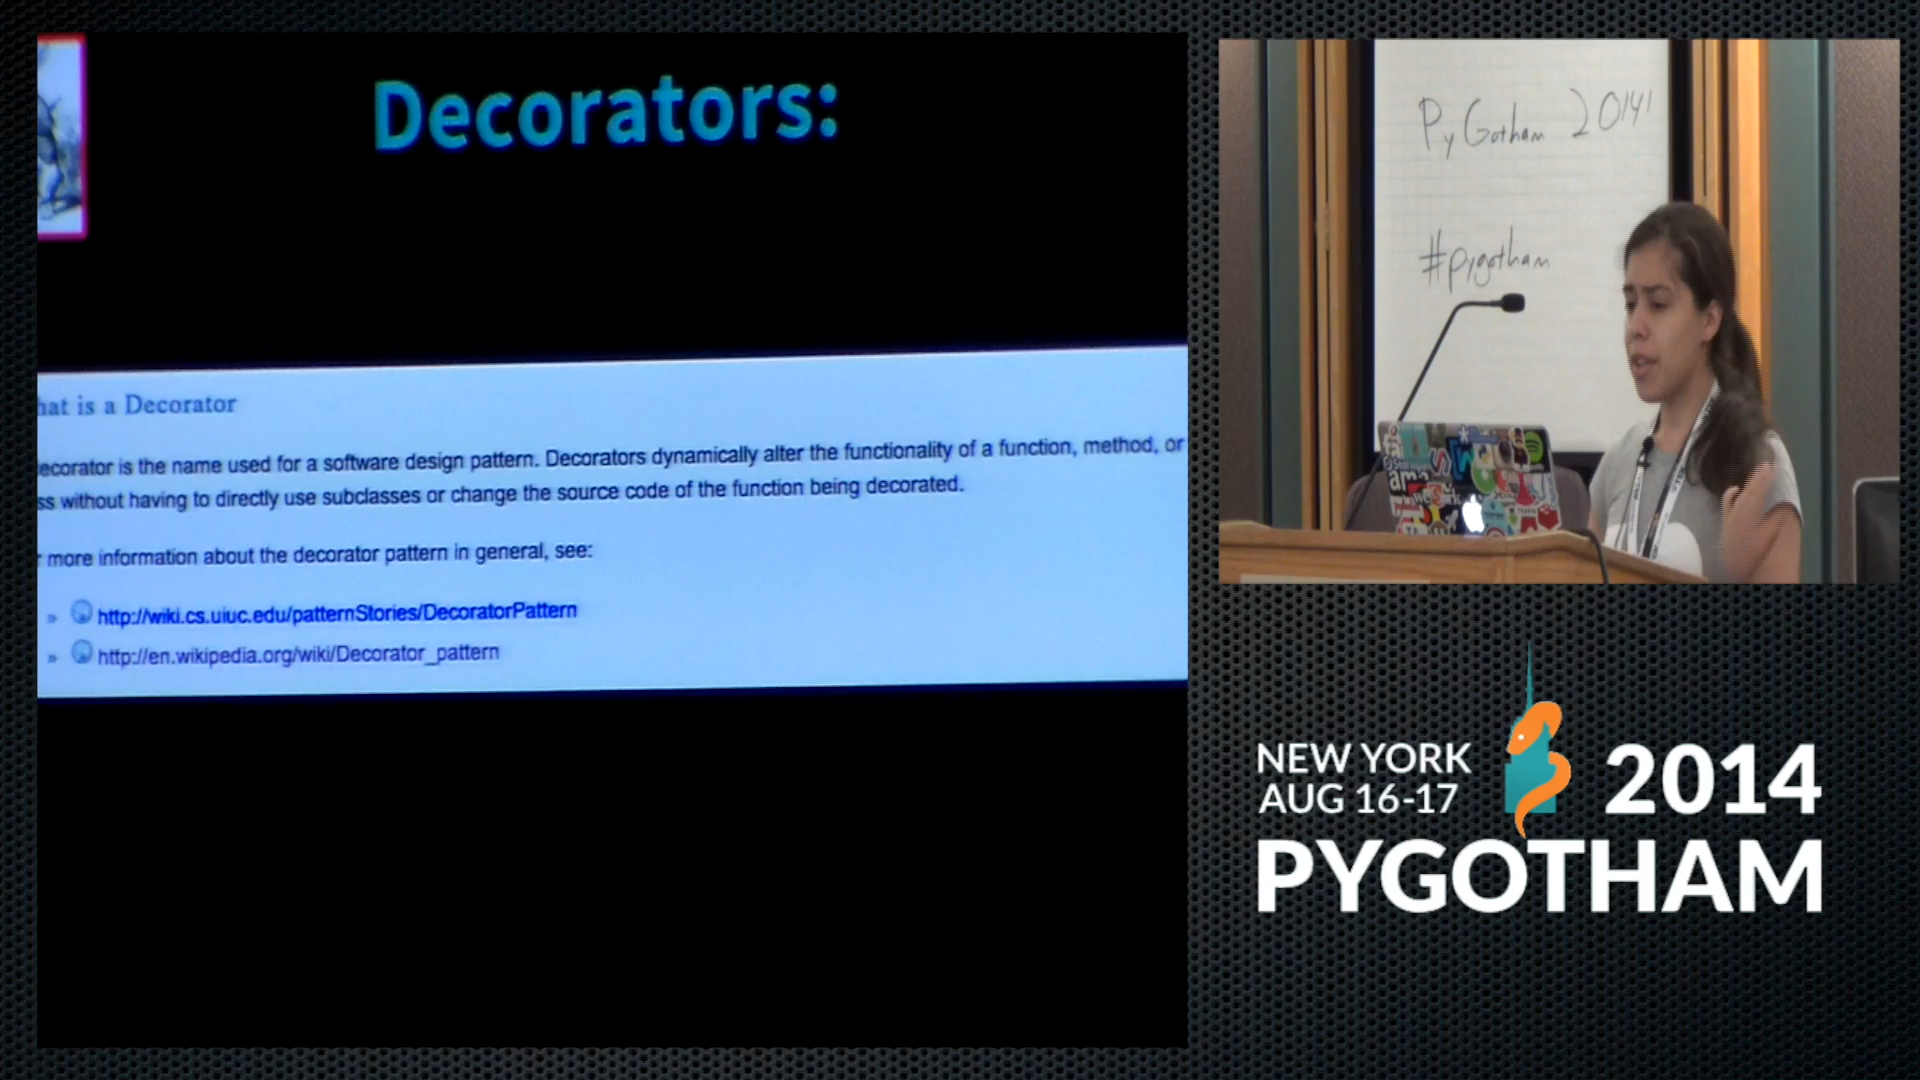 Decorators:
hat is a Decorator
ecorator is the name used for a software design pattern. Decorators dynamically alter the functionality of a function, method, or
ss without having to directly use subclasses or change the source code of the function being decorated.
r more information about the decorator pattern in general, see:
» http://wiki.cs.uiuc.edu/patternStories/DecoratorPattern
» http://en.wikipedia.org/wiki/Decorator_pattern
PyGotham 2014
#pygotham
NEW YORK
AUG 16-17
2014
PYGOTHAM